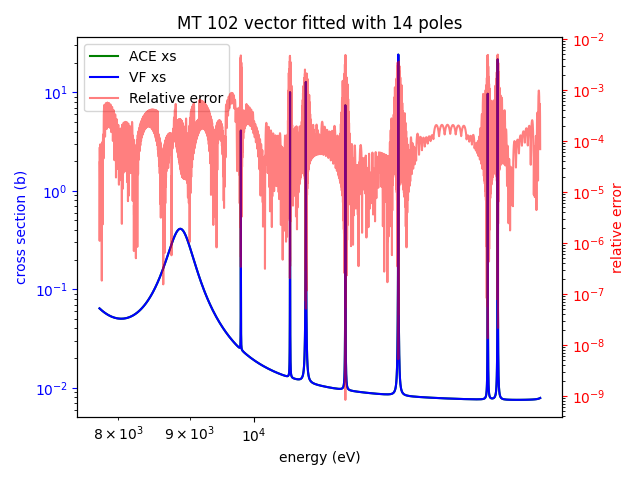 MT 102 vector fitted with 14 poles
ACE xs
VF xs
Relative error
cross section (b)
10¹
10⁰
10⁻¹
10⁻²
10⁻²
10⁻³
10⁻⁴
10⁻⁵
10⁻⁶
10⁻⁷
10⁻⁸
10⁻⁹
relative error
8 × 10³
9 × 10³
10⁴
energy (eV)